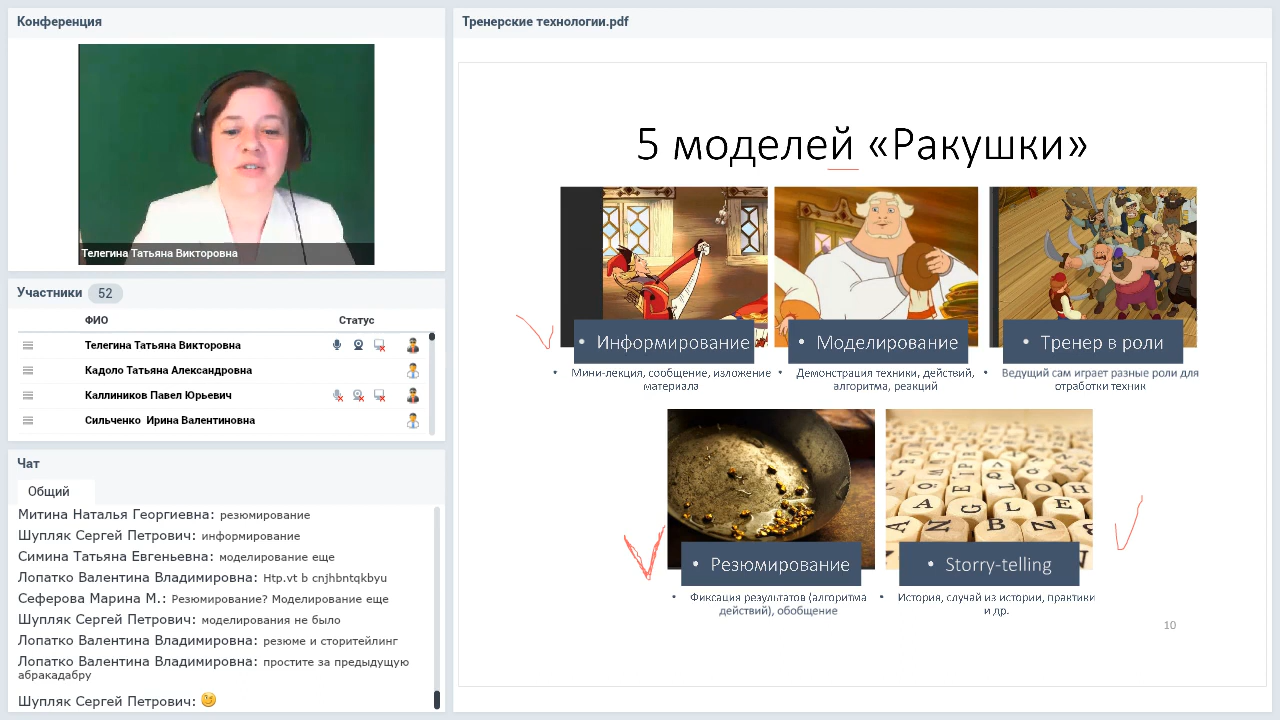 Конференция
Телегина Татьяна Викторовна
Участники 52
ФИО Статус
Телегина Татьяна Викторовна
Кадоло Татьяна Александровна
Каллиников Павел Юрьевич
Сильченко Ирина Валентиновна
Чат
Общий
Митина Наталья Георгиевна: резюмирование
Шупляк Сергей Петрович: информирование
Симина Татьяна Евгеньевна: моделирование еще
Лопатко Валентина Владимировна: Htp.vt b cnjhbntqkbyu
Сеферова Марина М.: Резюмирование? Моделирование еще
Шупляк Сергей Петрович: моделирования не было
Лопатко Валентина Владимировна: резюме и сторитейлинг
Лопатко Валентина Владимировна: простите за предыдущую
абракадабру
Шупляк Сергей Петрович:
Тренерские технологии.pdf
5 моделей «Ракушки»
• Информирование
• Мини-лекция, сообщение, изложение
материала
• Моделирование
• Демонстрация техники, действий,
алгоритма, реакций
• Тренер в роли
• Ведущий сам играет разные роли для
отработки техник
• Резюмирование
• Фиксация результатов (алгоритма
действий), обобщение
A G L E
A N B N
• Storry-telling
• История, случай из истории, практики
и др.
10